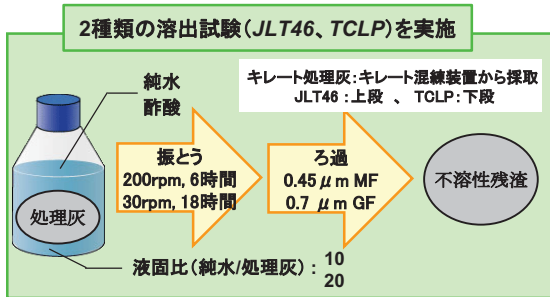 2種類の溶出試験(JLT46、TCLP)を実施
純水
酢酸
キレート処理灰:キレート混練装置から採取
JLT46:上段 、 TCLP:下段
処理灰
振とう
200rpm, 6時間
30rpm, 18時間
ろ過
0.45μm MF
0.7 μm GF
不溶性残渣
液固比(純水/処理灰): 10
20